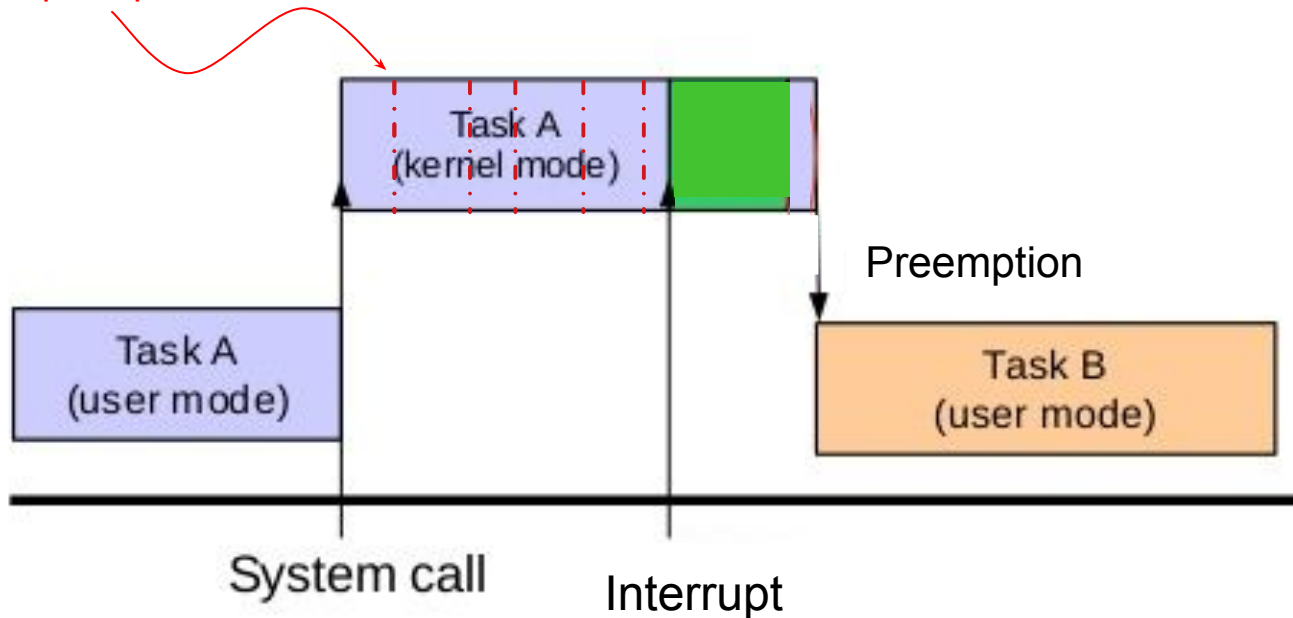 Task A
(kernel mode)
Preemption
Task A
(user mode)
Task B
(user mode)
System call
Interrupt